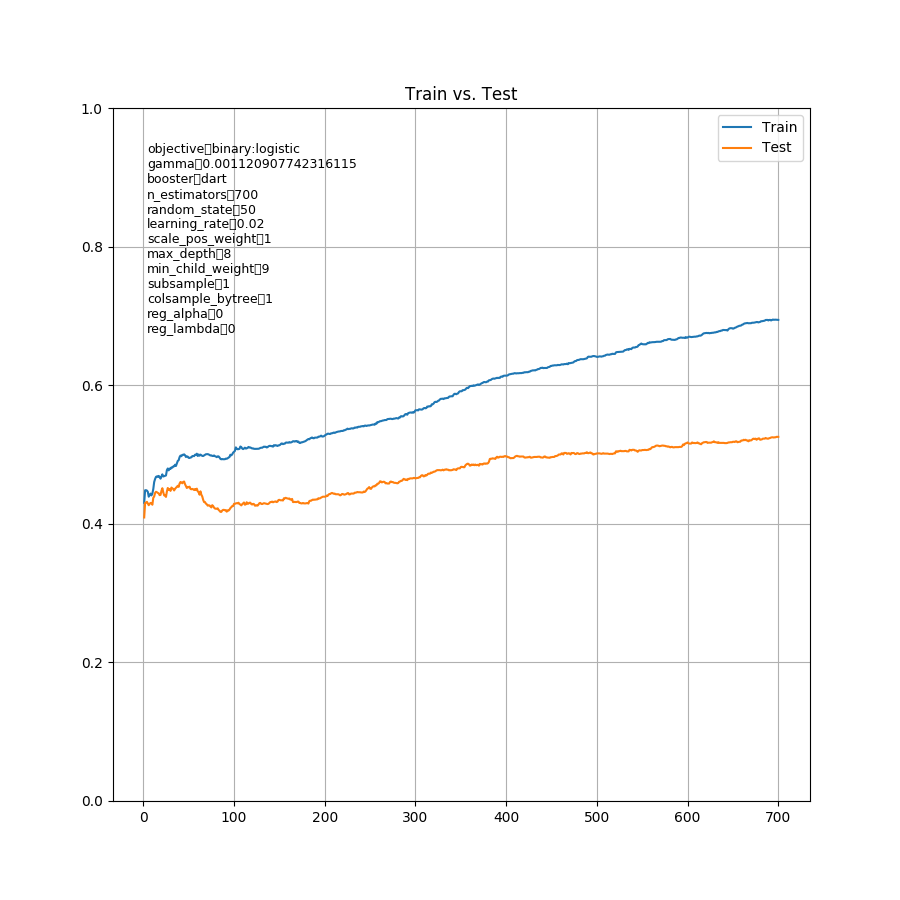 Train vs. Test
1.0
0.8
0.6
0.4
0.2
0.0
Train
Test
objective▯binary:logistic
gamma▯0.001120907742316115
booster▯dart
n_estimators▯700
random_state▯50
learning_rate▯0.02
scale_pos_weight▯1
max_depth▯8
min_child_weight▯9
subsample▯1
colsample_bytree▯1
reg_alpha▯0
reg_lambda▯0
0 100 200 300 400 500 600 700